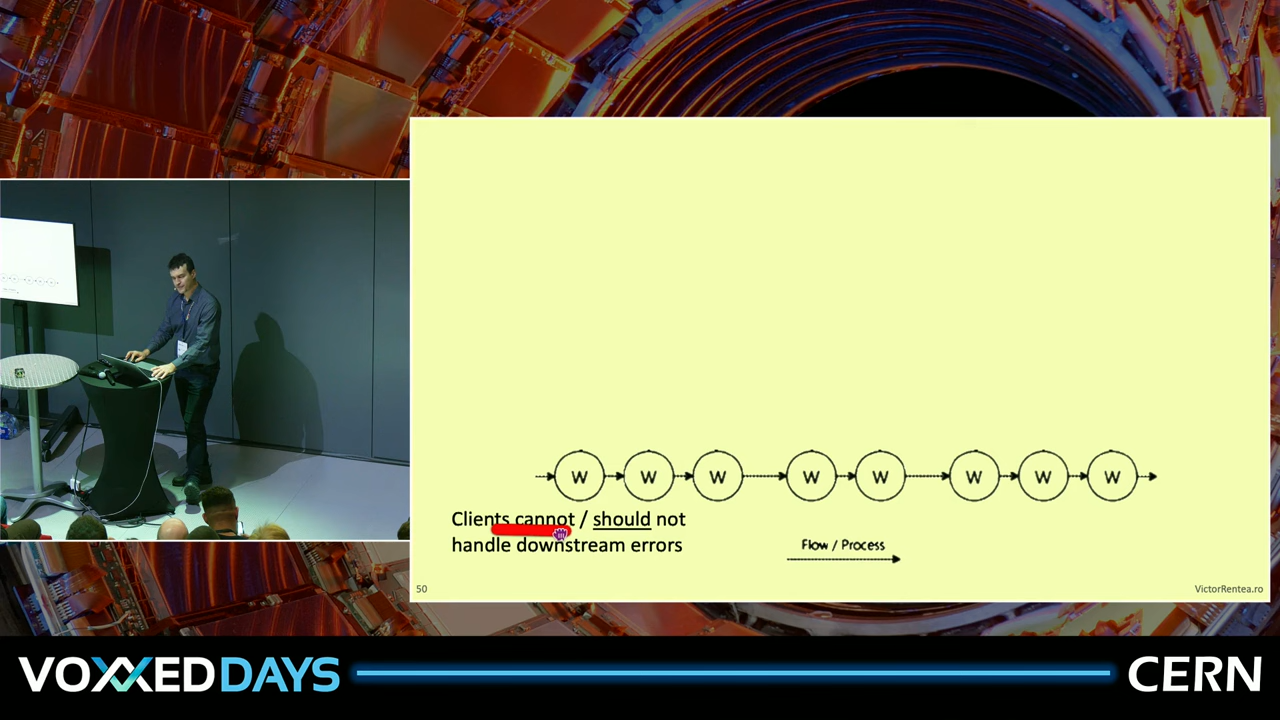 W W W W W W W W
Clients cannot / should not
handle downstream errors
Flow / Process
50
VictorRentea.ro
VOXXEDDAYS
CERN